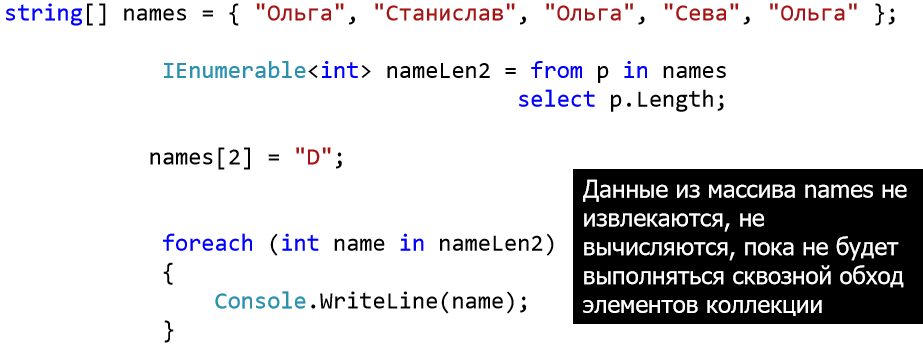 string[] names = { "Ольга", "Станислав", "Ольга", "Сева", "Ольга" };
IEnumerable<int> nameLen2 = from p in names
select p.Length;
names[2] = "D";
foreach (int name in nameLen2)
{
Console.WriteLine(name);
}
Данные из массива names не
извлекаются, не
вычисляются, пока не будет
выполняться сквозной обход
элементов коллекции